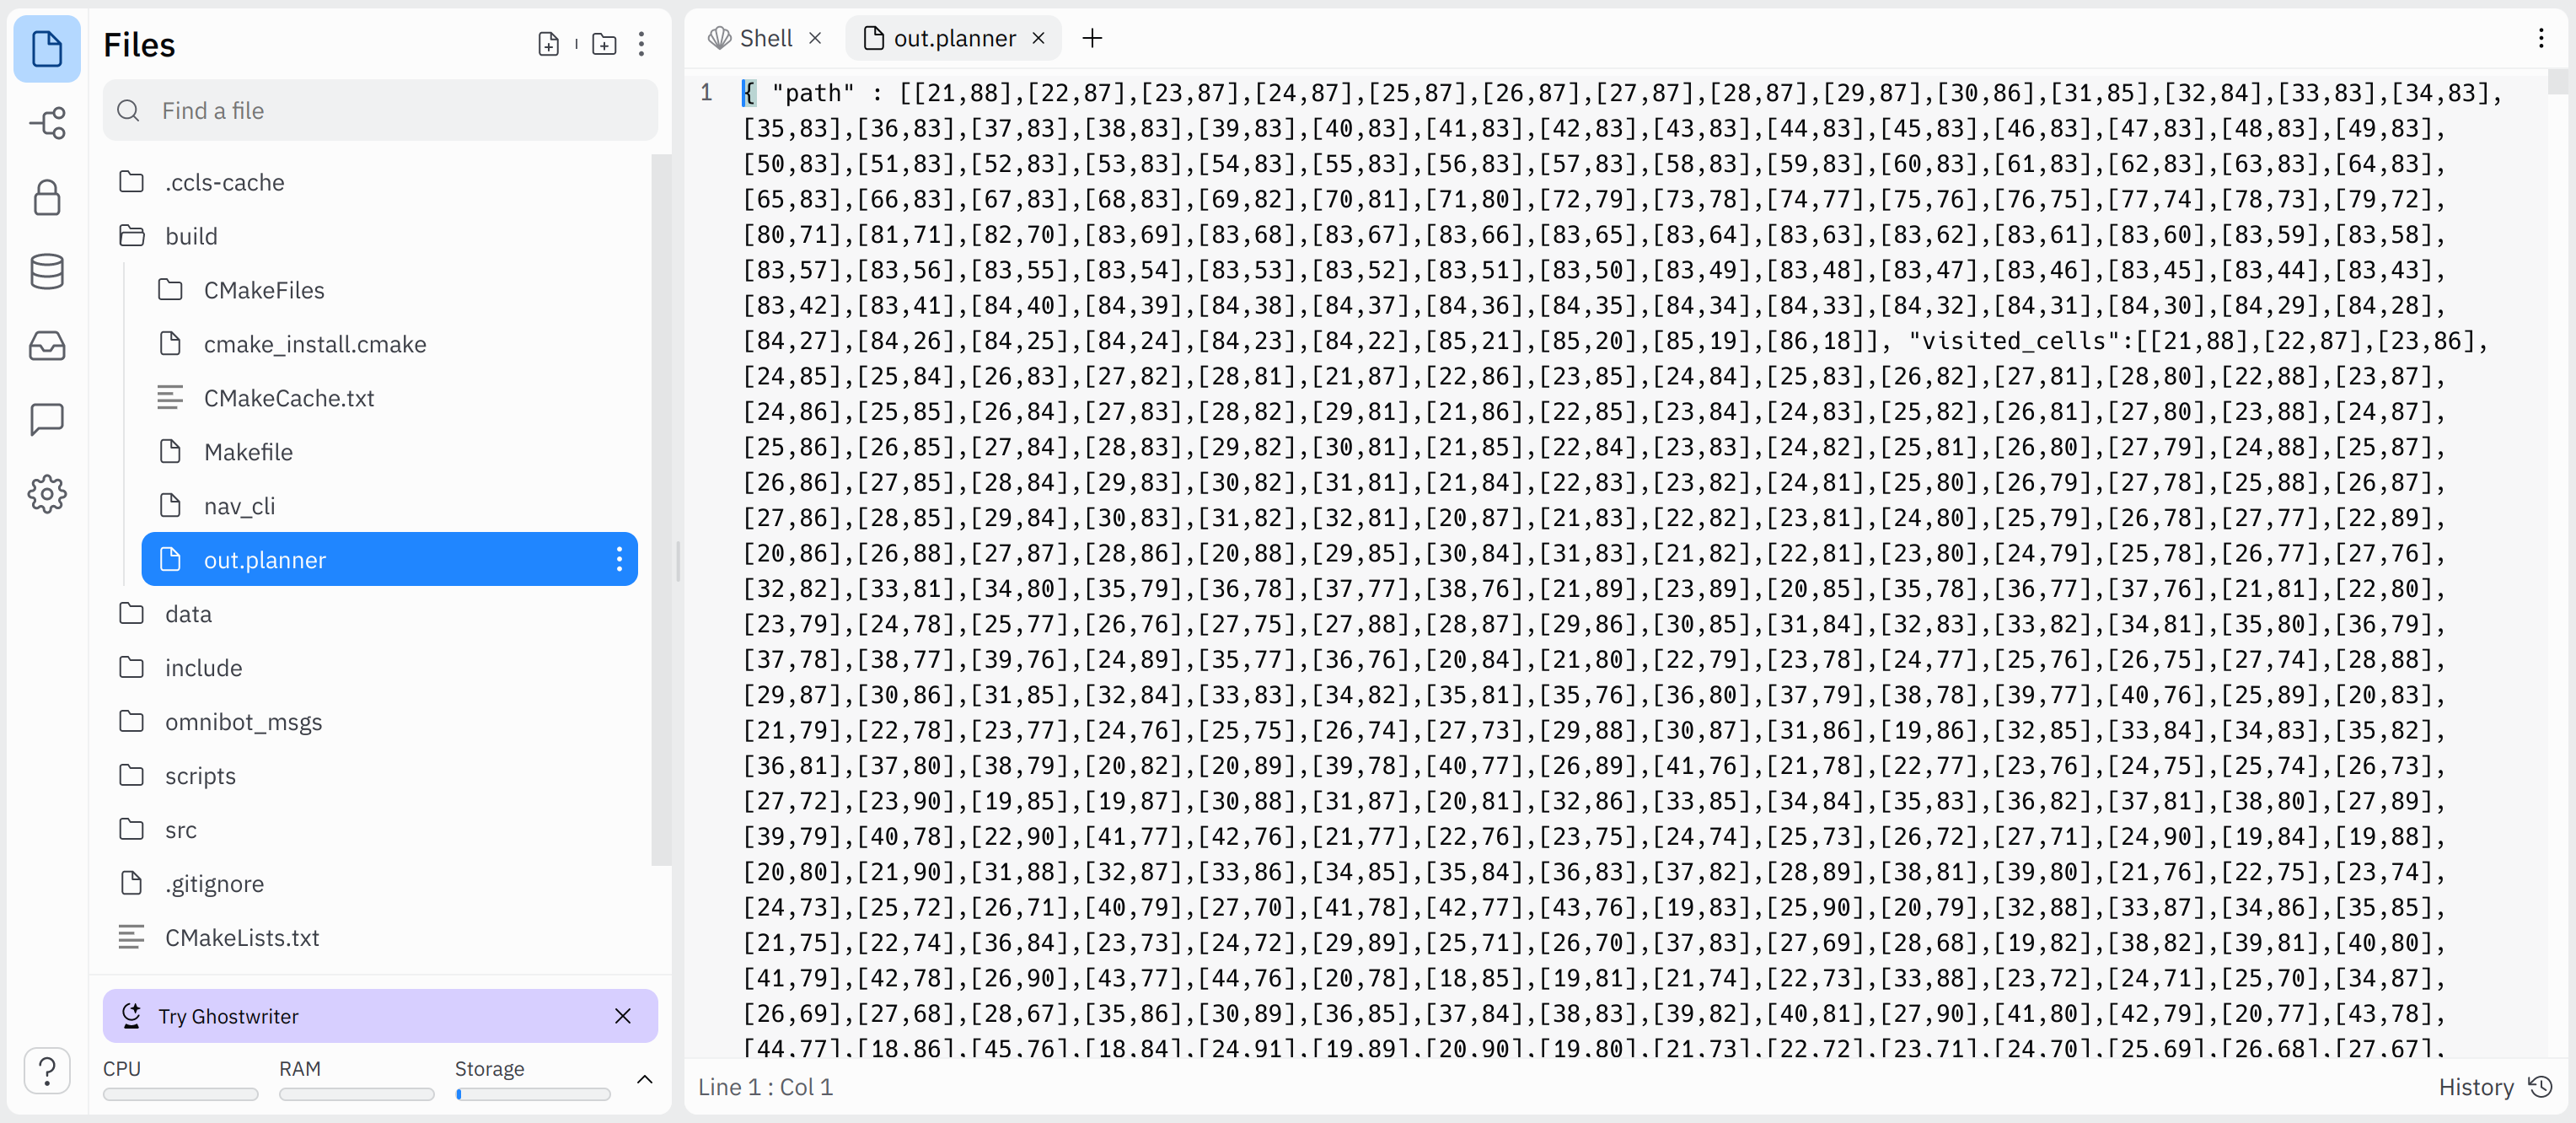 Files
Find a file
.ccls-cache
build
CMakeFiles
cmake_install.cmake
CMakeCache.txt
Makefile
nav_cli
out.planner
data
include
omnibot_msgs
scripts
src
.gitignore
CMakeLists.txt
Try Ghostwriter
CPU RAM Storage
Shell out.planner
1 { "path" : [[21,88],[22,87],[23,87],[24,87],[25,87],[26,87],[27,87],[28,87],[29,87],[30,86],[31,85],[32,84],[33,83],[34,83],
[35,83],[36,83],[37,83],[38,83],[39,83],[40,83],[41,83],[42,83],[43,83],[44,83],[45,83],[46,83],[47,83],[48,83],[49,83],
[50,83],[51,83],[52,83],[53,83],[54,83],[55,83],[56,83],[57,83],[58,83],[59,83],[60,83],[61,83],[62,83],[63,83],[64,83],
[65,83],[66,83],[67,83],[68,83],[69,82],[70,81],[71,80],[72,79],[73,78],[74,77],[75,76],[76,75],[77,74],[78,73],[79,72],
[80,71],[81,71],[82,70],[83,69],[83,68],[83,67],[83,66],[83,65],[83,64],[83,63],[83,62],[83,61],[83,60],[83,59],[83,58],
[83,57],[83,56],[83,55],[83,54],[83,53],[83,52],[83,51],[83,50],[83,49],[83,48],[83,47],[83,46],[83,45],[83,44],[83,43],
[83,42],[83,41],[84,40],[84,39],[84,38],[84,37],[84,36],[84,35],[84,34],[84,33],[84,32],[84,31],[84,30],[84,29],[84,28],
[84,27],[84,26],[84,25],[84,24],[84,23],[84,22],[85,21],[85,20],[85,19],[86,18]], "visited_cells":[[21,88],[22,87],[23,86],
[24,85],[25,84],[26,83],[27,82],[28,81],[21,87],[22,86],[23,85],[24,84],[25,83],[26,82],[27,81],[28,80],[22,88],[23,87],
[24,86],[25,85],[26,84],[27,83],[28,82],[29,81],[21,86],[22,85],[23,84],[24,83],[25,82],[26,81],[27,80],[23,88],[24,87],
[25,86],[26,85],[27,84],[28,83],[29,82],[30,81],[21,85],[22,84],[23,83],[24,82],[25,81],[26,80],[27,79],[24,88],[25,87],
[26,86],[27,85],[28,84],[29,83],[30,82],[31,81],[21,84],[22,83],[23,82],[24,81],[25,80],[26,79],[27,78],[25,88],[26,87],
[27,86],[28,85],[29,84],[30,83],[31,82],[32,81],[20,87],[21,83],[22,82],[23,81],[24,80],[25,79],[26,78],[27,77],[22,89],
[20,86],[26,88],[27,87],[28,86],[20,88],[29,85],[30,84],[31,83],[21,82],[22,81],[23,80],[24,79],[25,78],[26,77],[27,76],
[32,82],[33,81],[34,80],[35,79],[36,78],[37,77],[38,76],[21,89],[23,89],[20,85],[35,78],[36,77],[37,76],[21,81],[22,80],
[23,79],[24,78],[25,77],[26,76],[27,75],[27,88],[28,87],[29,86],[30,85],[31,84],[32,83],[33,82],[34,81],[35,80],[36,79],
[37,78],[38,77],[39,76],[24,89],[35,77],[36,76],[20,84],[21,80],[22,79],[23,78],[24,77],[25,76],[26,75],[27,74],[28,88],
[29,87],[30,86],[31,85],[32,84],[33,83],[34,82],[35,81],[35,76],[36,80],[37,79],[38,78],[39,77],[40,76],[25,89],[20,83],
[21,79],[22,78],[23,77],[24,76],[25,75],[26,74],[27,73],[29,88],[30,87],[31,86],[19,86],[32,85],[33,84],[34,83],[35,82],
[36,81],[37,80],[38,79],[20,82],[20,89],[39,78],[40,77],[26,89],[41,76],[21,78],[22,77],[23,76],[24,75],[25,74],[26,73],
[27,72],[23,90],[19,85],[19,87],[30,88],[31,87],[20,81],[32,86],[33,85],[34,84],[35,83],[36,82],[37,81],[38,80],[27,89],
[39,79],[40,78],[22,90],[41,77],[42,76],[21,77],[22,76],[23,75],[24,74],[25,73],[26,72],[27,71],[24,90],[19,84],[19,88],
[20,80],[21,90],[31,88],[32,87],[33,86],[34,85],[35,84],[36,83],[37,82],[28,89],[38,81],[39,80],[21,76],[22,75],[23,74],
[24,73],[25,72],[26,71],[40,79],[27,70],[41,78],[42,77],[43,76],[19,83],[25,90],[20,79],[32,88],[33,87],[34,86],[35,85],
[21,75],[22,74],[36,84],[23,73],[24,72],[29,89],[25,71],[26,70],[37,83],[27,69],[28,68],[19,82],[38,82],[39,81],[40,80],
[41,79],[42,78],[26,90],[43,77],[44,76],[20,78],[18,85],[19,81],[21,74],[22,73],[33,88],[23,72],[24,71],[25,70],[34,87],
[26,69],[27,68],[28,67],[35,86],[30,89],[36,85],[37,84],[38,83],[39,82],[40,81],[27,90],[41,80],[42,79],[20,77],[43,78],
[44,77],[18,86],[45,76],[18,84],[24,91],[19,89],[20,90],[19,80],[21,73],[22,72],[23,71],[24,70],[25,69],[26,68],[27,67],
Line 1 : Col 1
History